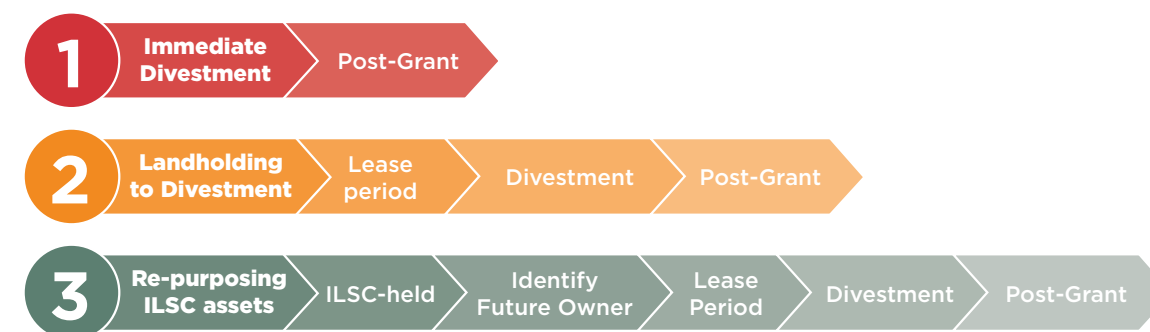 1
Immediate
Divestment
Post-Grant
2
Landholding
to Divestment
Lease
period
Divestment
Post-Grant
3
Re-purposing
ILSC assets
ILSC-held
Identify
Future Owner
Lease
Period
Divestment
Post-Grant